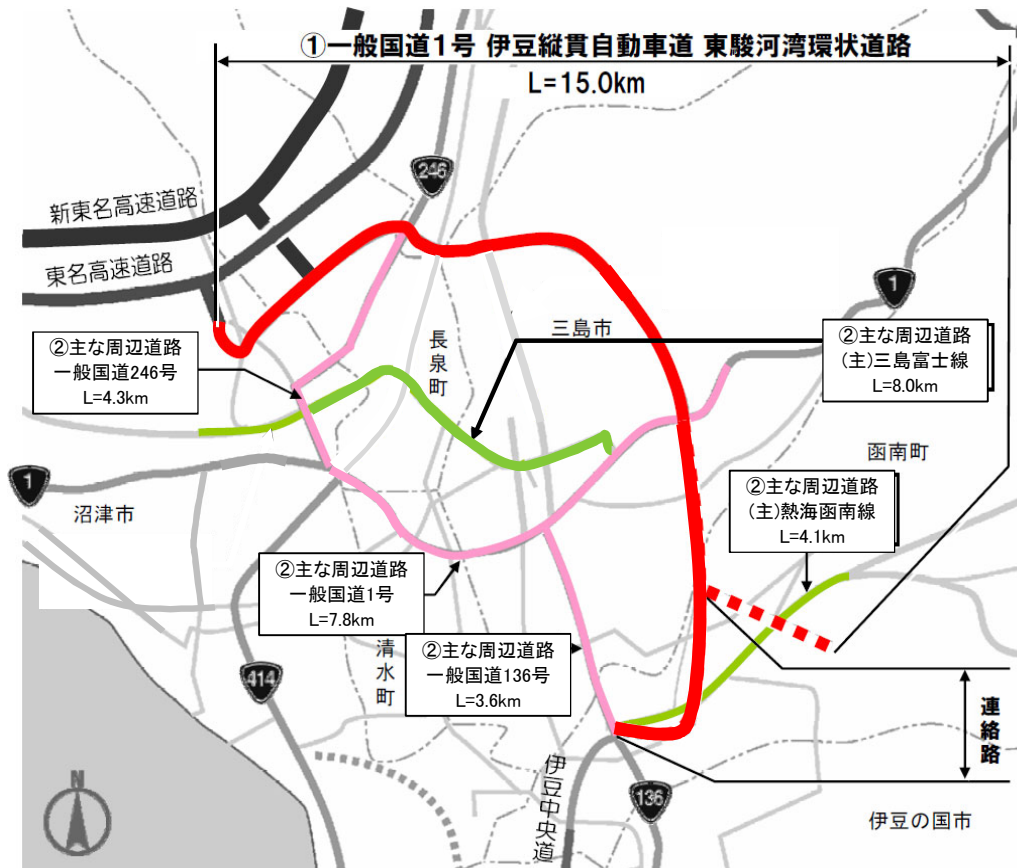 ①一般国道1号 伊豆縦貫自動車道 東駿河湾環状道路
L=15.0km
246
新東名高速道路
東名高速道路
1
②主な周辺道路
一般国道246号
L=4.3km
長泉町
三島市
②主な周辺道路
(主)三島富士線
L=8.0km
函南町
1
沼津市
②主な周辺道路
(主)熱海函南線
L=4.1km
②主な周辺道路
一般国道1号
L=7.8km
清水町
②主な周辺道路
一般国道136号
L=3.6km
414
連絡路
伊豆中央道
136
N
伊豆の国市